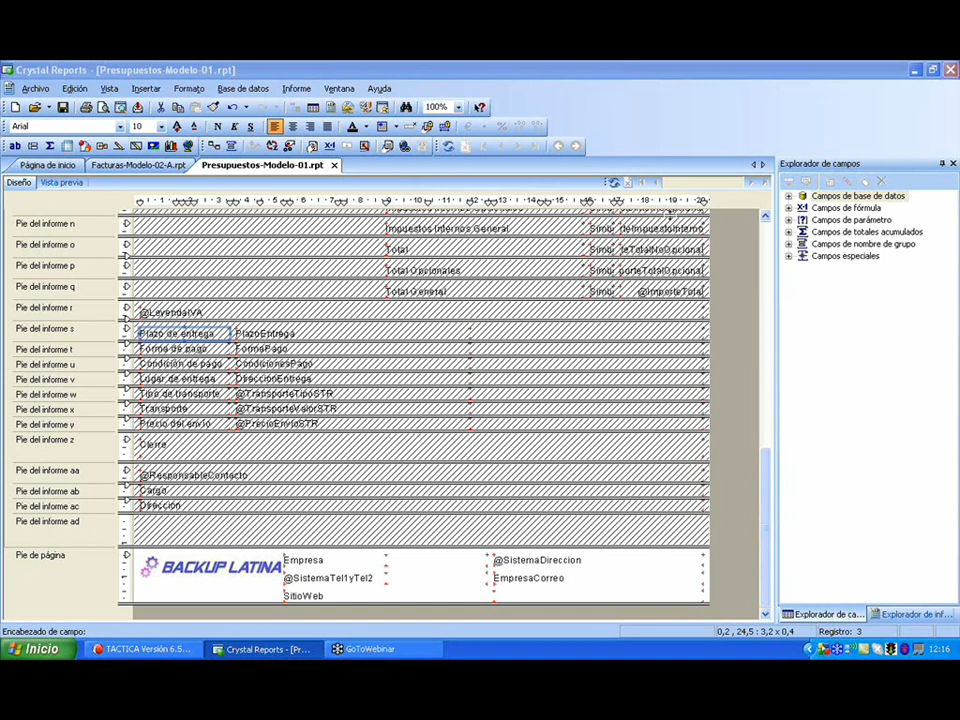 Crystal Reports - [Presupuestos-Modelo-01.rpt]
Archivo Edición Vista Insertar Formato Base de datos Informe Ventana Ayuda
100%
Arial 10 N K S A
Página de inicio Facturas-Modelo-02-A.rpt Presupuestos-Modelo-01.rpt
Diseño Vista previa
Explorador de campos
Campos de base de datos
Campos de fórmula
Campos de parámetro
Campos de totales acumulados
Campos de nombre de grupo
Campos especiales
Pie del informe n Impuestos Internos General Simb teImpuestoInterno
Pie del informe o Total Simb teTotalNoOpciona
Pie del informe p Total Opcionales Simb porteTotalOpciona
Pie del informe q Total General Simb @ImporteTotal
Pie del informe r @LeyendaIVA
Pie del informe s Plazo de entrega PlazoEntrega
Pie del informe t Forma de pago FormaPago
Pie del informe u Condición de pago CondicionesPago
Pie del informe v Lugar de entrega DireccionEntrega
Pie del informe w Tipo de transporte @TransporteTipoSTR
Pie del informe x Transporte @TransporteValorSTR
Pie del informe y Precio del envío @PrecioEnvioSTR
Pie del informe z Cierre
Pie del informe aa @ResponsableContacto
Pie del informe ab Cargo
Pie del informe ac Direccion
Pie del informe ad
Pie de página BACKUP LATINA Empresa @SistemaDireccion
@SistemaTel1yTel2 EmpresaCorreo
SitioWeb
Explorador de ca... Explorador de inf...
Encabezado de campo: 0,2 , 24,5 : 3,2 x 0,4 Registro: 3
Inicio TACTICA Versión 6.5... Crystal Reports - [Pr... GoToWebinar 12:16